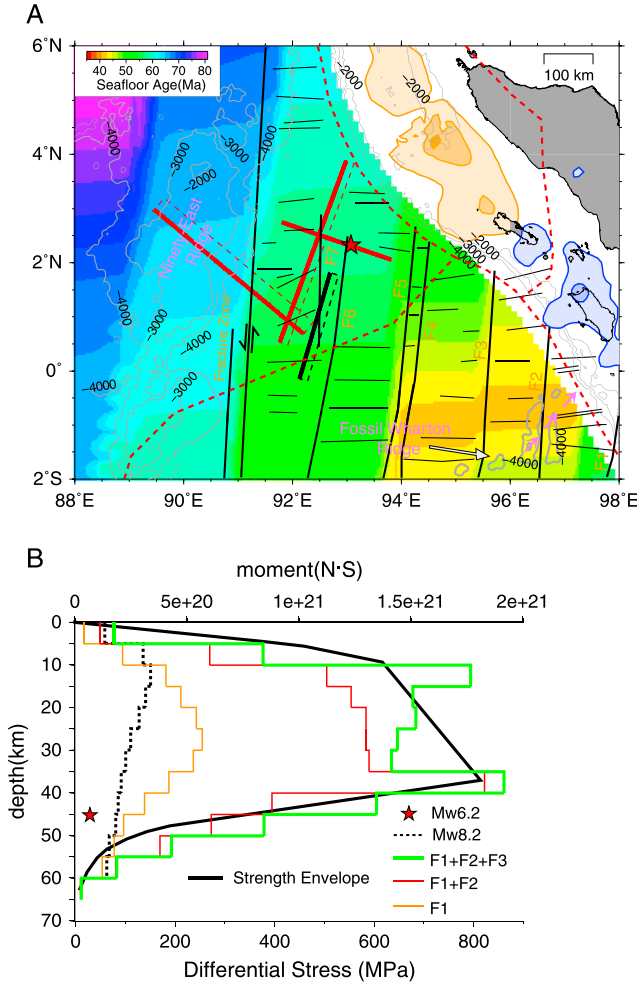 A
40 50 60 70 80
Seafloor Age(Ma)
100 km
6°N
4°N
2°N
0°
2°S
88°E
90°E
92°E
94°E
96°E
98°E
−2000
−2000
−4000
−3000
−4000
−2000
−3000
−4000
−2000
−3000
−4000
−3000
−4000
−4000
−3000
−4000
−4000
Ninety East
Ridge
Fracture Zone
F7
F6
F5
F4
F3
F2
F1
Fossil Wharton
Ridge
B
moment(N·S)
0 5e+20 1e+21 1.5e+21 2e+21
depth(km)
0
10
20
30
40
50
60
70
Mw6.2
Mw8.2
F1+F2+F3
F1+F2
F1
Strength Envelope
0 200 400 600 800
Differential Stress (MPa)